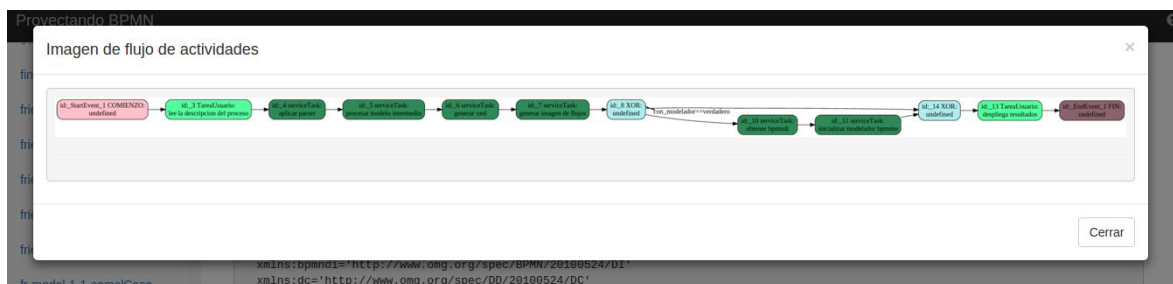 Proyectando BPMN
Imagen de flujo de actividades
×
id:_StartEvent_1 COMIENZO:
undefined
id:_3 TareaUsuario:
lee la descripcion del proceso
id:_4 serviceTask:
aplicar parser
id:_5 serviceTask:
procesar modelo intermedio
id:_6 serviceTask:
generar xml
id:_7 serviceTask:
generar imagen de flujos
id:_8 XOR:
undefined
con_modelador==verdadero
id:_10 serviceTask:
obtener bpmndi
id:_11 serviceTask:
id:_14 XOR:
undefined
id:_13 TareaUsuario:
despliega resultados
id:_EndEvent_1 FIN:
undefined
Cerrar
xmlns:bpmndi='http://www.omg.org/spec/BPMN/20100524/DI'
xmlns:dc='http://www.omg.org/spec/DD/20100524/DC'